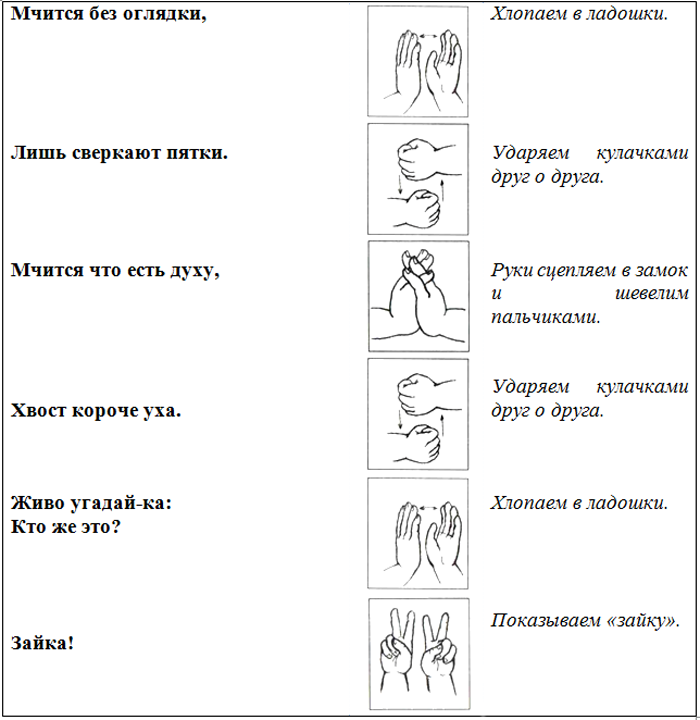 Мчится без оглядки,
Хлопаем в ладошки.
Лишь сверкают пятки.
Ударяем кулачками
друг о друга.
Мчится что есть духу,
Руки сцепляем в замок
и шевелим
пальчиками.
Хвост короче уха.
Ударяем кулачками
друг о друга.
Живо угадай-ка:
Кто же это?
Хлопаем в ладошки.
Зайка!
Показываем «зайку».